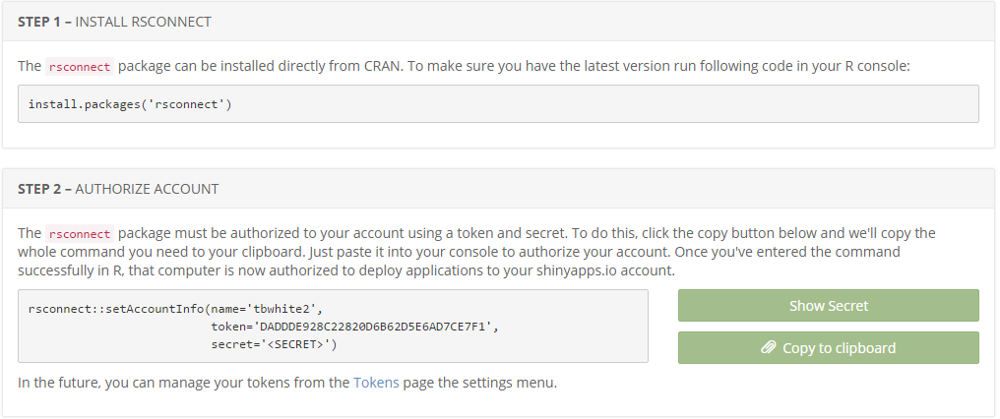 STEP 1 – INSTALL RSCONNECT
The rsconnect package can be installed directly from CRAN. To make sure you have the latest version run following code in your R console:
install.packages('rsconnect')
STEP 2 – AUTHORIZE ACCOUNT
The rsconnect package must be authorized to your account using a token and secret. To do this, click the copy button below and we'll copy the
whole command you need to your clipboard. Just paste it into your console to authorize your account. Once you've entered the command
successfully in R, that computer is now authorized to deploy applications to your shinyapps.io account.
rsconnect::setAccountInfo(name='tbwhite2',
token='DADDDE928C22820D6B62D5E6AD7CE7F1',
secret='<SECRET>')
Show Secret
Copy to clipboard
In the future, you can manage your tokens from the Tokens page the settings menu.